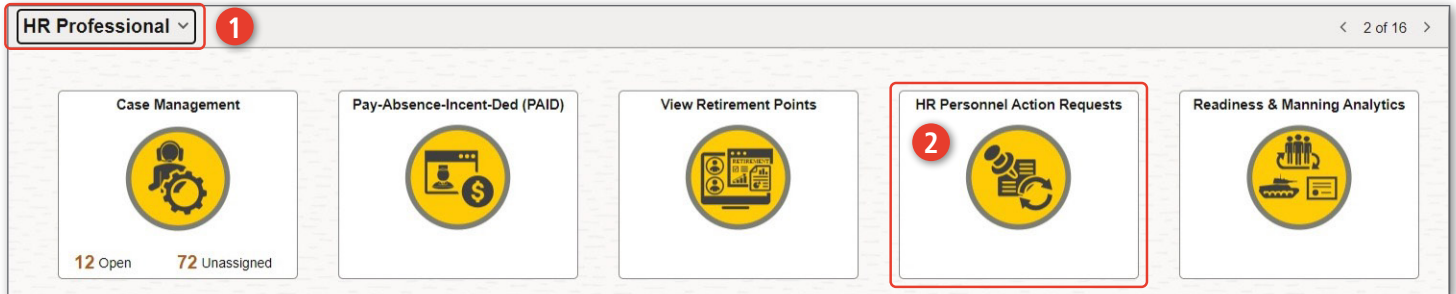 HR Professional
1
2 of 16
Case Management
Pay-Absence-Incent-Ded (PAID)
View Retirement Points
HR Personnel Action Requests
Readiness & Manning Analytics
2
RETIREMENT
$
12 Open
72 Unassigned